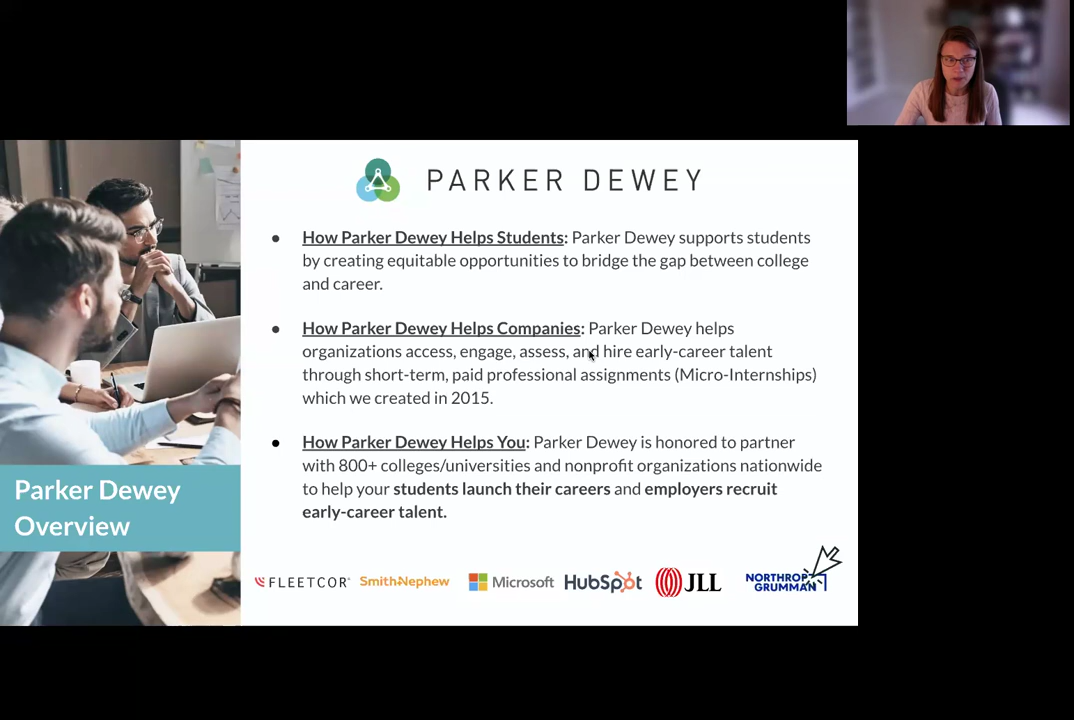 PARKER DEWEY
● How Parker Dewey Helps Students: Parker Dewey supports students
by creating equitable opportunities to bridge the gap between college
and career.
● How Parker Dewey Helps Companies: Parker Dewey helps
organizations access, engage, assess, and hire early-career talent
through short-term, paid professional assignments (Micro-Internships)
which we created in 2015.
● How Parker Dewey Helps You: Parker Dewey is honored to partner
with 800+ colleges/universities and nonprofit organizations nationwide
to help your students launch their careers and employers recruit
early-career talent.
Parker Dewey
Overview
FLEETCOR
SmithNephew
Microsoft
HubSpot
JLL
NORTHROP
GRUMMAN